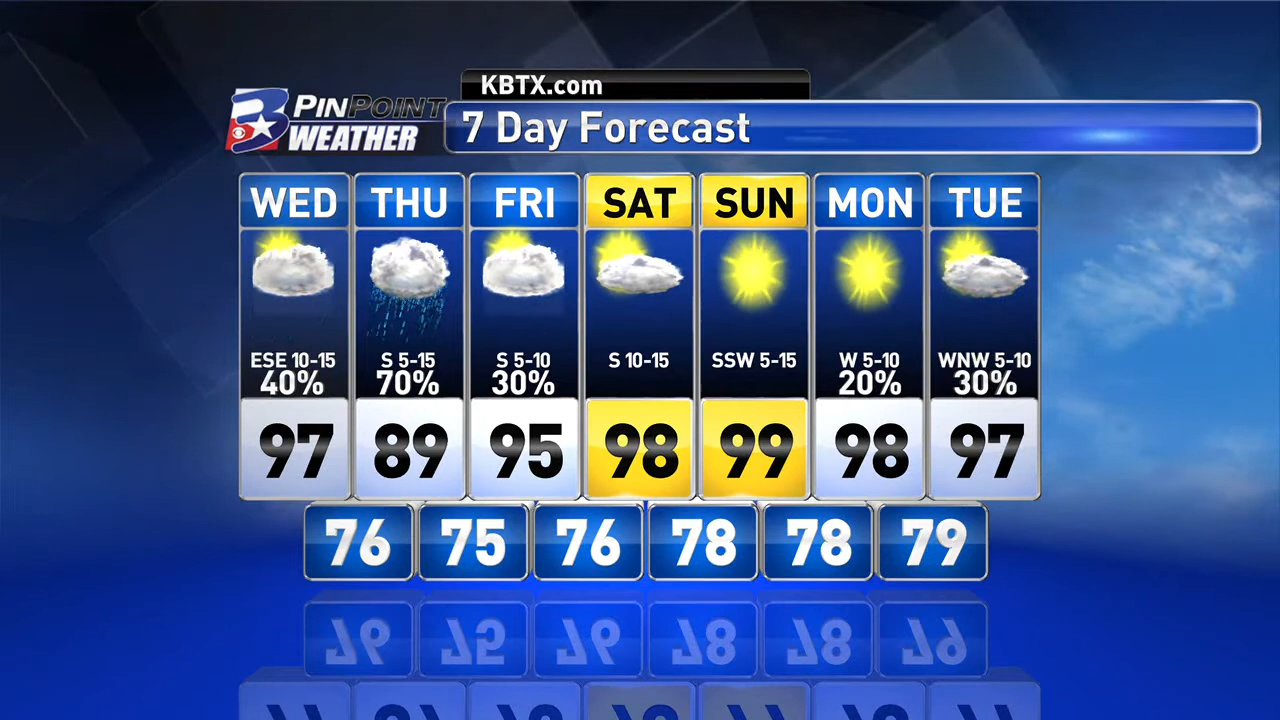 KBTX.com
3 PINPOINT
WEATHER
7 Day Forecast
WED THU FRI SAT SUN MON TUE
ESE 10-15 S 5-15 S 5-10 S 10-15 SSW 5-15 W 5-10 WNW 5-10
40% 70% 30% 20% 30%
97 89 95 98 99 98 97
76 75 76 78 78 79